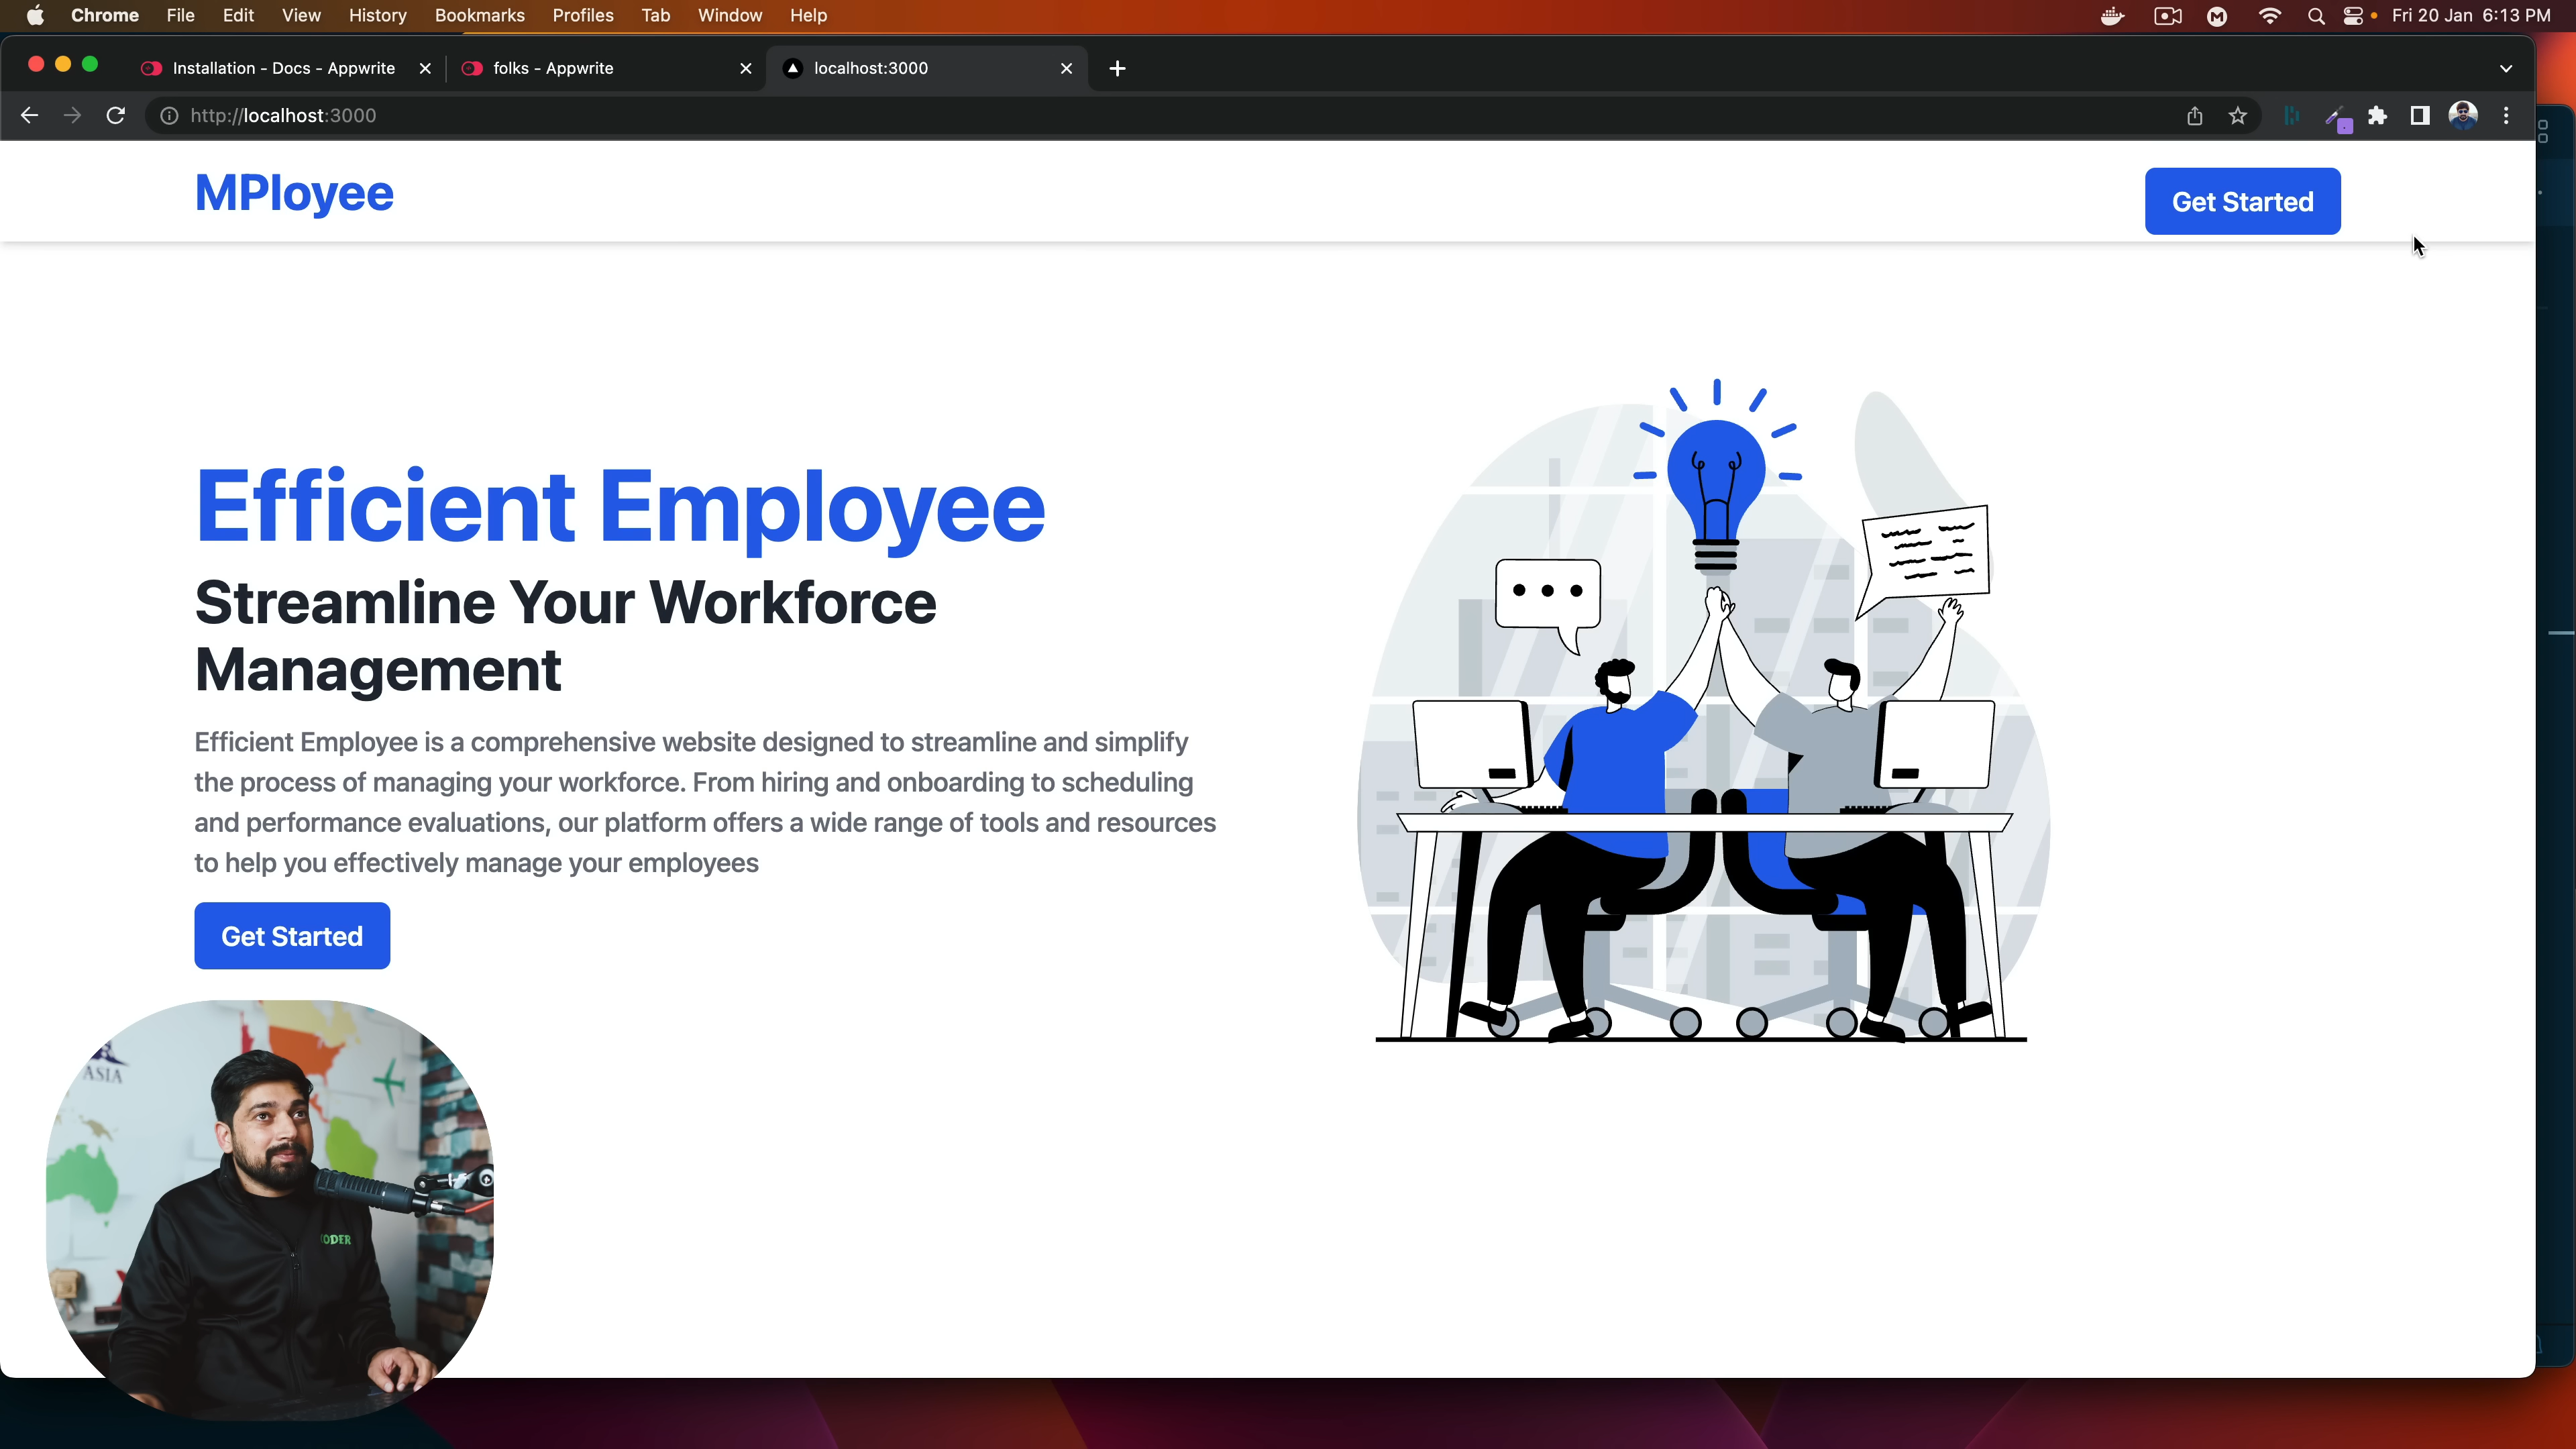 Chrome File Edit View History Bookmarks Profiles Tab Window Help
Fri 20 Jan 6:13 PM
Installation - Docs - Appwrite
folks - Appwrite
localhost:3000
http://localhost:3000
MPloyee
Get Started
Efficient Employee
Streamline Your Workforce
Management
Efficient Employee is a comprehensive website designed to streamline and simplify
the process of managing your workforce. From hiring and onboarding to scheduling
and performance evaluations, our platform offers a wide range of tools and resources
to help you effectively manage your employees
Get Started
ASIA
ODER